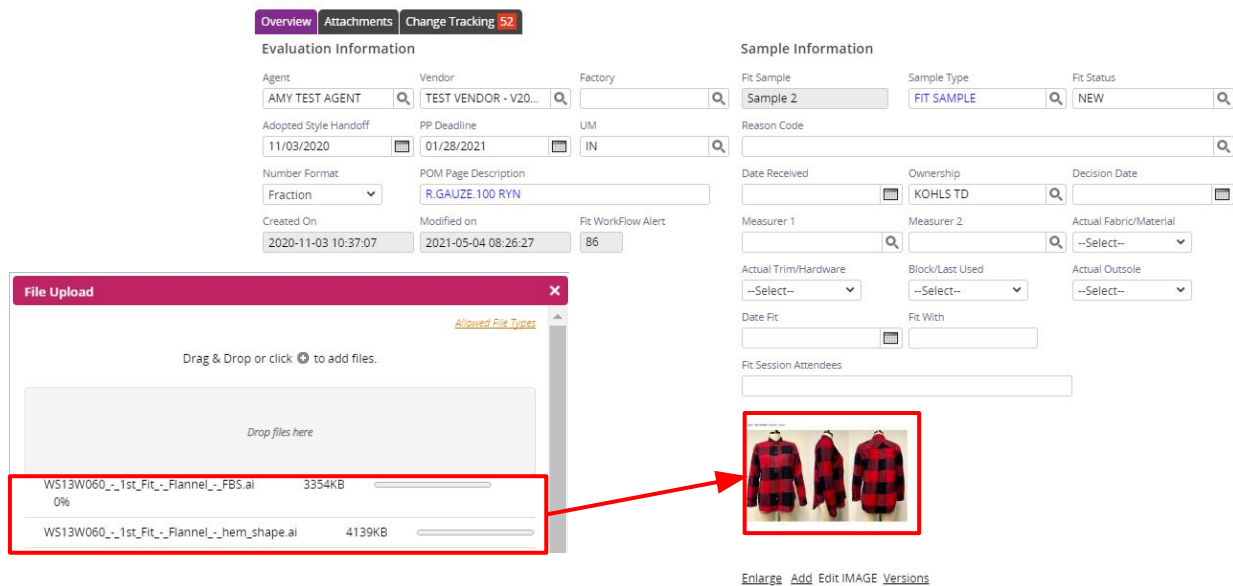 Overview Attachments Change Tracking 52
Evaluation Information
Agent Vendor Factory
AMY TEST AGENT TEST VENDOR - V20...
Adopted Style Handoff PP Deadline UM
11/03/2020 01/28/2021 IN
Number Format POM Page Description
Fraction R.GAUZE.100 RYN
Created On Modified on Fit WorkFlow Alert
2020-11-03 10:37:07 2021-05-04 08:26:27 86
Sample Information
Fit Sample Sample Type Fit Status
Sample 2 FIT SAMPLE NEW
Reason Code
Date Received Ownership Decision Date
KOHLS TD
Measurer 1 Measurer 2 Actual Fabric/Material
--Select--
Actual Trim/Hardware Block/Last Used Actual Outsole
--Select-- --Select-- --Select--
Date Fit Fit With
Fit Session Attendees
File Upload
Allowed File Types
Drag & Drop or click to add files.
Drop files here
WS13W060_-_1st_Fit_-_Flannel_-_FBS.ai 3354KB
0%
WS13W060_-_1st_Fit_-_Flannel_-_hem_shape.ai 4139KB
Enlarge Add Edit IMAGE Versions